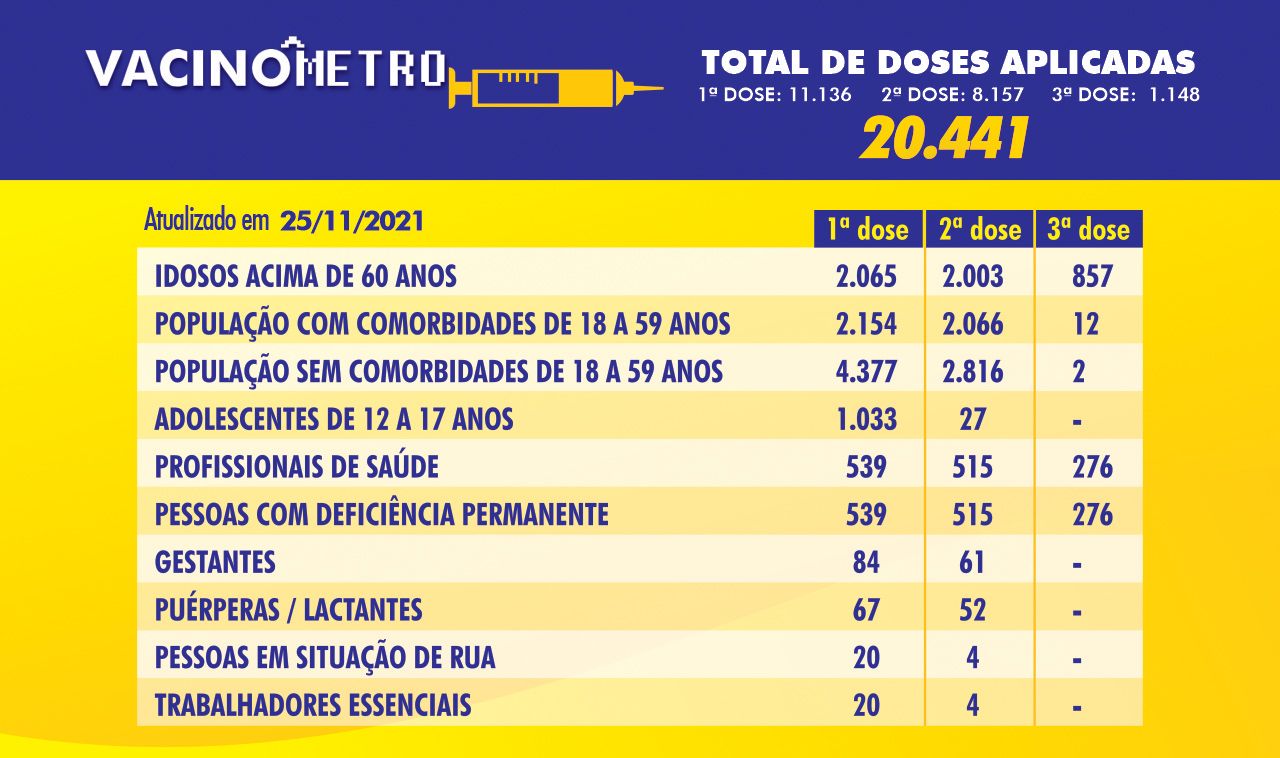 VACINÔMETRO
TOTAL DE DOSES APLICADAS
1ª DOSE: 11.136 2ª DOSE: 8.157 3ª DOSE: 1.148
20.441
Atualizado em 25/11/2021
1ª dose 2ª dose 3ª dose
IDOSOS ACIMA DE 60 ANOS 2.065 2.003 857
POPULAÇÃO COM COMORBIDADES DE 18 A 59 ANOS 2.154 2.066 12
POPULAÇÃO SEM COMORBIDADES DE 18 A 59 ANOS 4.377 2.816 2
ADOLESCENTES DE 12 A 17 ANOS 1.033 27 -
PROFISSIONAIS DE SAÚDE 539 515 276
PESSOAS COM DEFICIÊNCIA PERMANENTE 539 515 276
GESTANTES 84 61 -
PUÉRPERAS / LACTANTES 67 52 -
PESSOAS EM SITUAÇÃO DE RUA 20 4 -
TRABALHADORES ESSENCIAIS 20 4 -